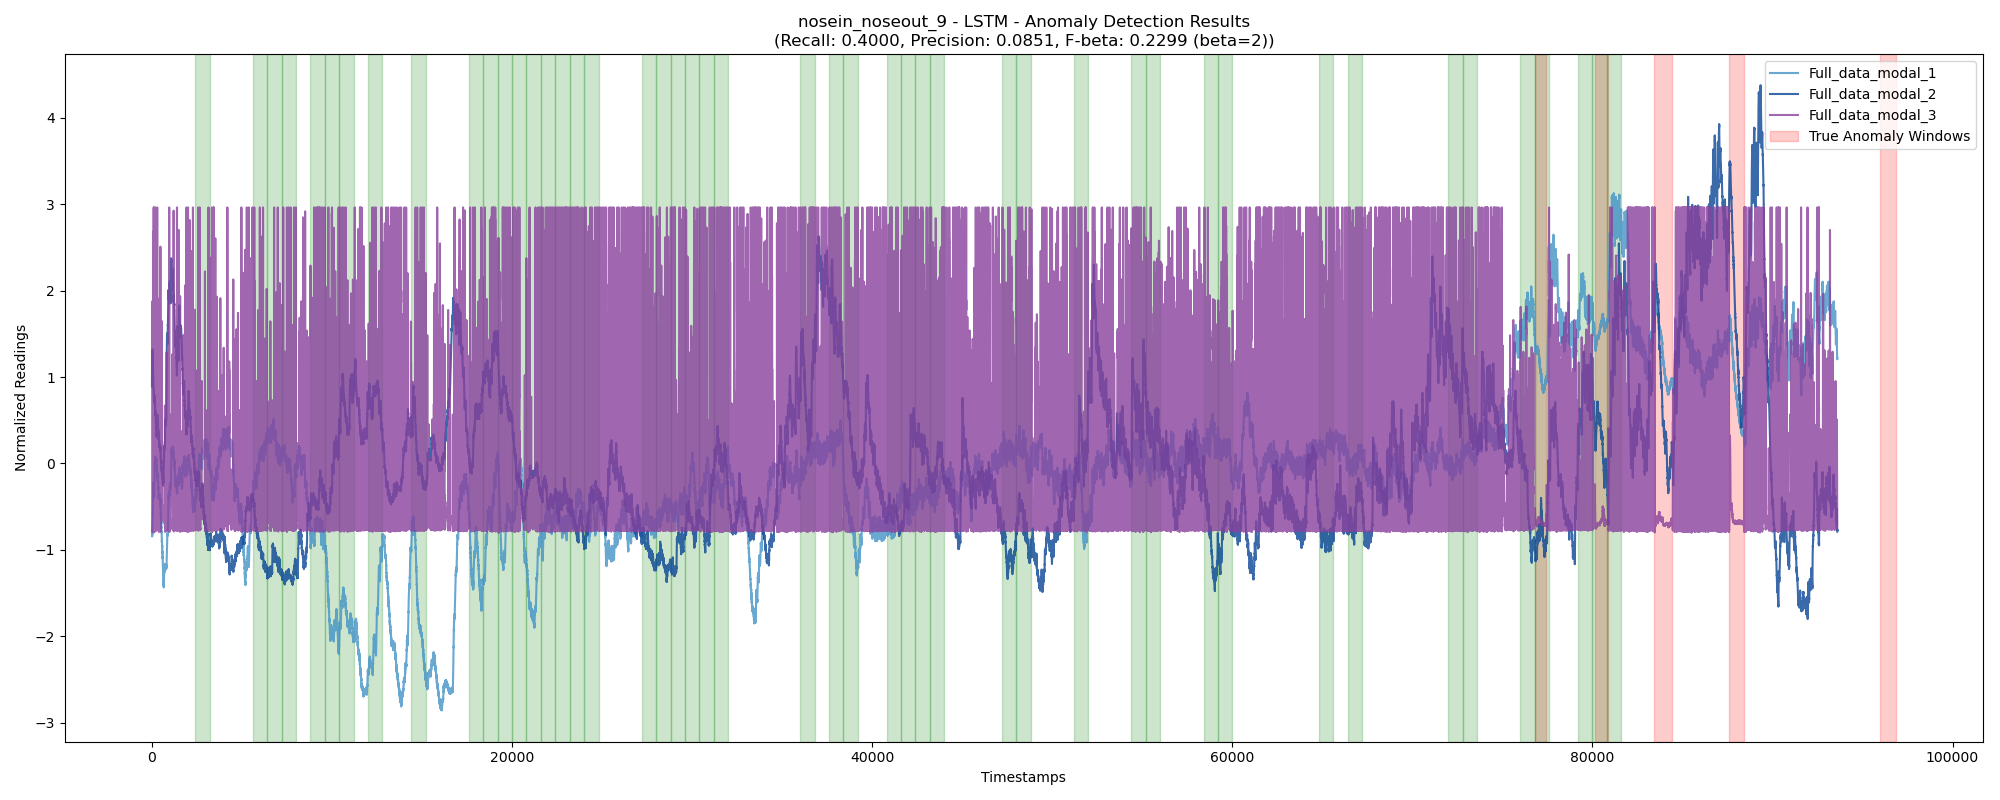 nosein_noseout_9 - LSTM - Anomaly Detection Results
(Recall: 0.4000, Precision: 0.0851, F-beta: 0.2299 (beta=2))
Full_data_modal_1
Full_data_modal_2
Full_data_modal_3
True Anomaly Windows
Normalized Readings
4
3
2
1
0
−1
−2
−3
0
20000
40000
60000
80000
100000
Timestamps